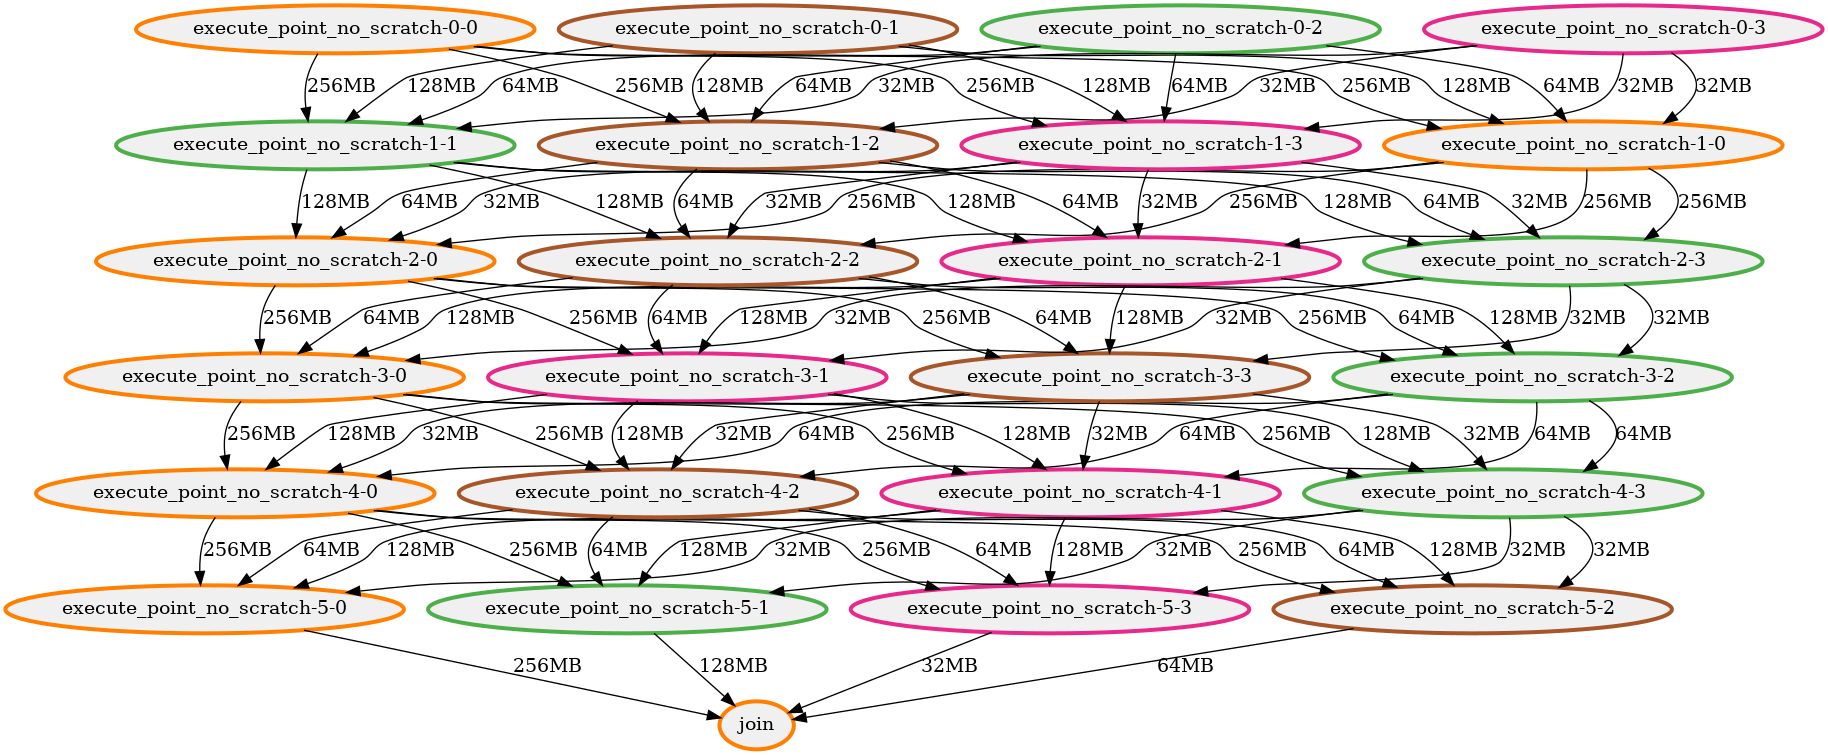 execute_point_no_scratch-0-0 execute_point_no_scratch-0-1 execute_point_no_scratch-0-2 execute_point_no_scratch-0-3
256MB 128MB 64MB 256MB 128MB 64MB 32MB 256MB 128MB 64MB 32MB 256MB 128MB 64MB 32MB 32MB
execute_point_no_scratch-1-1 execute_point_no_scratch-1-2 execute_point_no_scratch-1-3 execute_point_no_scratch-1-0
128MB 64MB 32MB 128MB 64MB 32MB 256MB 128MB 64MB 32MB 256MB 128MB 64MB 32MB 256MB 256MB
execute_point_no_scratch-2-0 execute_point_no_scratch-2-2 execute_point_no_scratch-2-1 execute_point_no_scratch-2-3
256MB 64MB 128MB 256MB 64MB 128MB 32MB 256MB 64MB 128MB 32MB 256MB 64MB 128MB 32MB 32MB
execute_point_no_scratch-3-0 execute_point_no_scratch-3-1 execute_point_no_scratch-3-3 execute_point_no_scratch-3-2
256MB 128MB 32MB 256MB 128MB 32MB 64MB 256MB 128MB 32MB 64MB 256MB 128MB 32MB 64MB 64MB
execute_point_no_scratch-4-0 execute_point_no_scratch-4-2 execute_point_no_scratch-4-1 execute_point_no_scratch-4-3
256MB 64MB 128MB 256MB 64MB 128MB 32MB 256MB 64MB 128MB 32MB 256MB 64MB 128MB 32MB 32MB
execute_point_no_scratch-5-0 execute_point_no_scratch-5-1 execute_point_no_scratch-5-3 execute_point_no_scratch-5-2
256MB 128MB 32MB 64MB
join